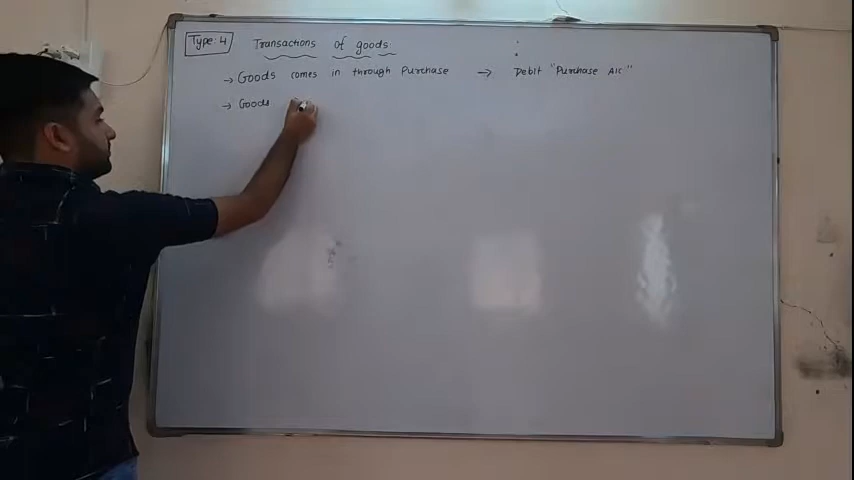 Type: 4 Transactions of goods :
→ Goods comes in through Purchase → Debit "Purchase A/c"
→ Goods